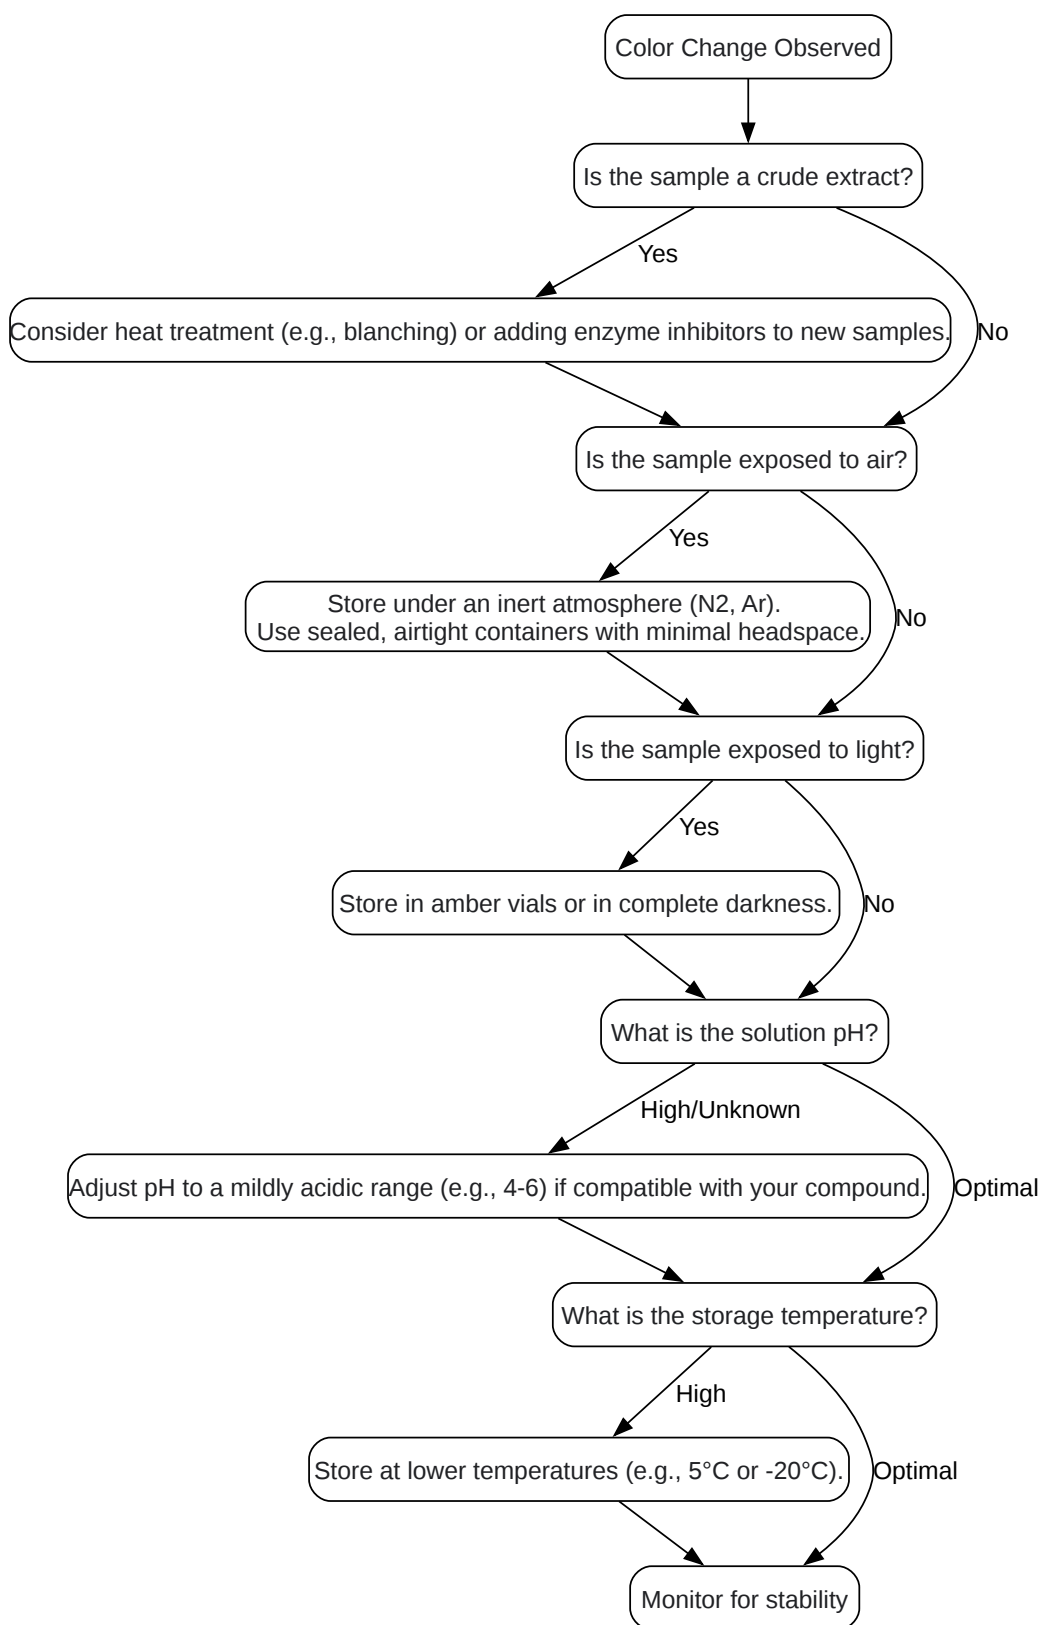 Color Change Observed
Is the sample a crude extract?
Yes
Consider heat treatment (e.g., blanching) or adding enzyme inhibitors to new samples.
No
Is the sample exposed to air?
Yes
Store under an inert atmosphere (N2, Ar).
Use sealed, airtight containers with minimal headspace.
No
Is the sample exposed to light?
Yes
Store in amber vials or in complete darkness.
No
What is the solution pH?
High/Unknown
Adjust pH to a mildly acidic range (e.g., 4-6) if compatible with your compound.
Optimal
What is the storage temperature?
High
Store at lower temperatures (e.g., 5°C or -20°C).
Optimal
Monitor for stability